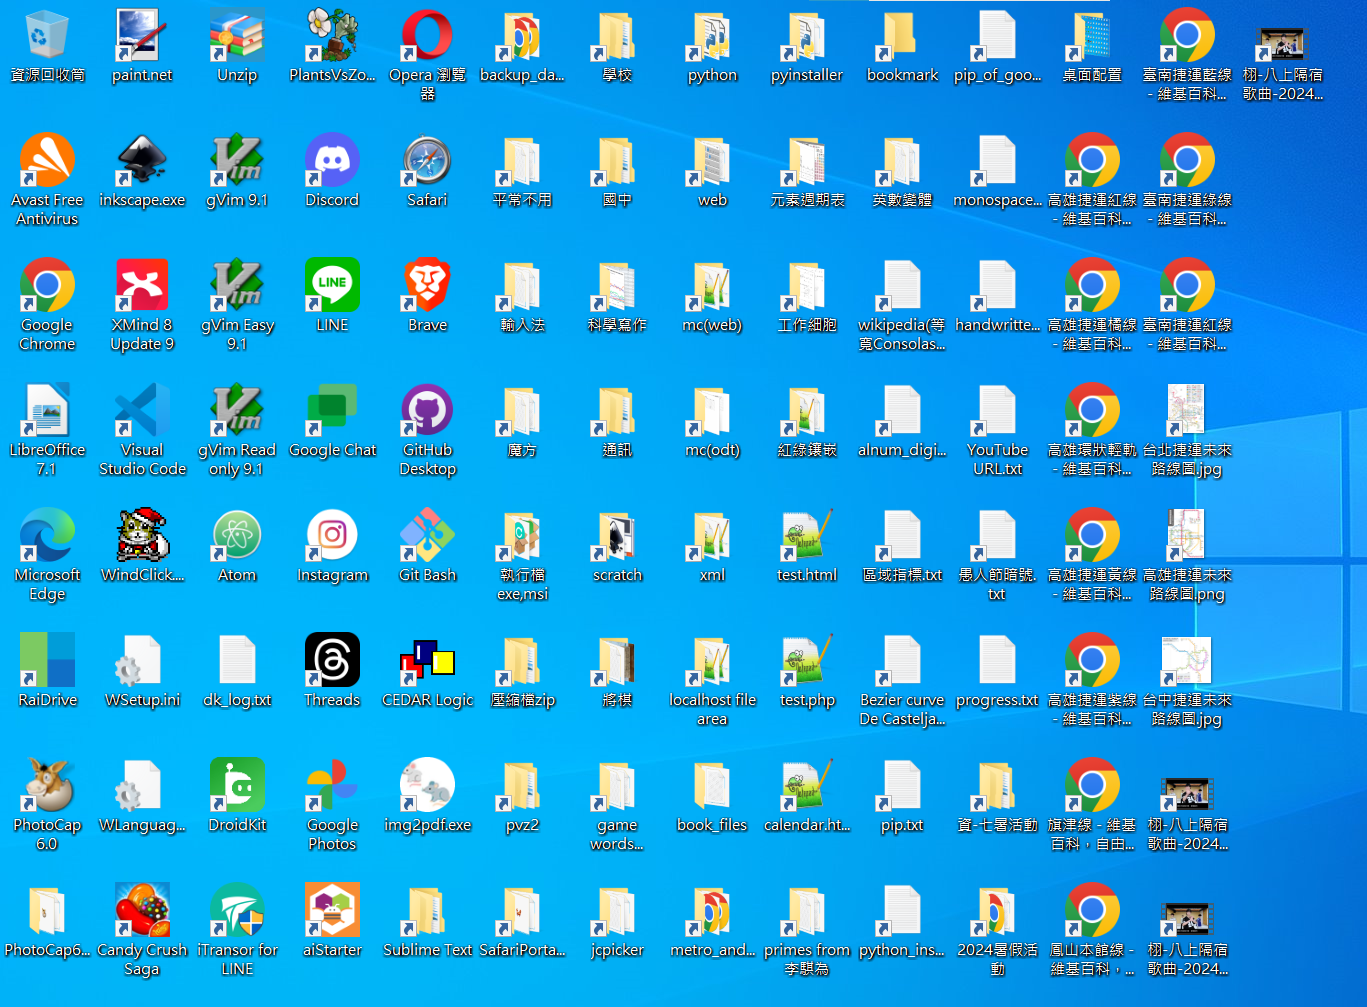 資源回收筒
paint.net
Unzip
PlantsVsZo...
Opera 瀏覽
器
backup_da...
學校
python
pyinstaller
bookmark
pip_of_goo...
桌面配置
臺南捷運藍線
- 維基百科...
栩-八上隔宿
歌曲-2024...
Avast Free
Antivirus
inkscape.exe
gVim 9.1
Discord
Safari
平常不用
國中
web
元素週期表
英數變體
monospace...
高雄捷運紅線
- 維基百科...
臺南捷運綠線
- 維基百科...
Google
Chrome
XMind 8
Update 9
gVim Easy
9.1
LINE
Brave
輸入法
科學寫作
mc(web)
工作細胞
wikipedia(等
寬Consolas...
handwritte...
高雄捷運橘線
- 維基百科...
臺南捷運紅線
- 維基百科...
LibreOffice
7.1
Visual
Studio Code
gVim Read
only 9.1
Google Chat
GitHub
Desktop
魔方
通訊
mc(odt)
紅綠鑲嵌
alnum_digi...
YouTube
URL.txt
高雄環狀輕軌
- 維基百科...
台北捷運未來
路線圖.jpg
Microsoft
Edge
WindClick....
Atom
Instagram
Git Bash
執行檔
exe,msi
scratch
xml
test.html
區域指標.txt
愚人節暗號.
txt
高雄捷運黃線
- 維基百科...
高雄捷運未來
路線圖.png
RaiDrive
WSetup.ini
dk_log.txt
Threads
CEDAR Logic
壓縮檔zip
將棋
localhost file
area
test.php
Bezier curve
De Castelja...
progress.txt
高雄捷運紫線
- 維基百科...
台中捷運未來
路線圖.jpg
PhotoCap
6.0
WLanguag...
DroidKit
Google
Photos
img2pdf.exe
pvz2
game
words...
book_files
calendar.ht...
pip.txt
資-七暑活動
旗津線 - 維基
百科，自由...
栩-八上隔宿
歌曲-2024...
PhotoCap6...
Candy Crush
Saga
iTransor for
LINE
aiStarter
Sublime Text
SafariPorta...
jcpicker
metro_and...
primes from
李騏為
python_ins...
2024暑假活
動
鳳山本館線 -
維基百科，...
栩-八上隔宿
歌曲-2024...